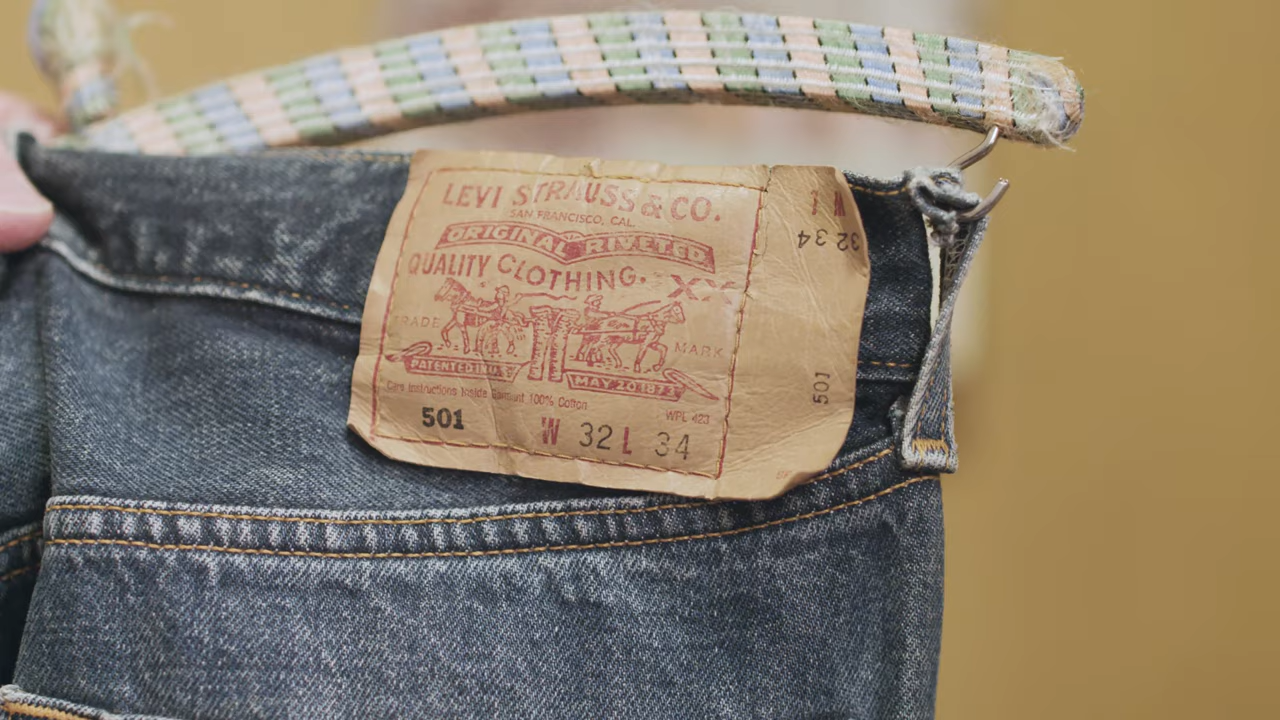 LEVI STRAUSS & CO.
SAN FRANCISCO, CAL.
ORIGINAL RIVETED
QUALITY CLOTHING.
XX
TRADE MARK
PATENTED IN U.S.
MAY 20 1873
Care Instructions Inside Garment 100% Cotton
WPL 423
501 W 32 L 34
32 34
501